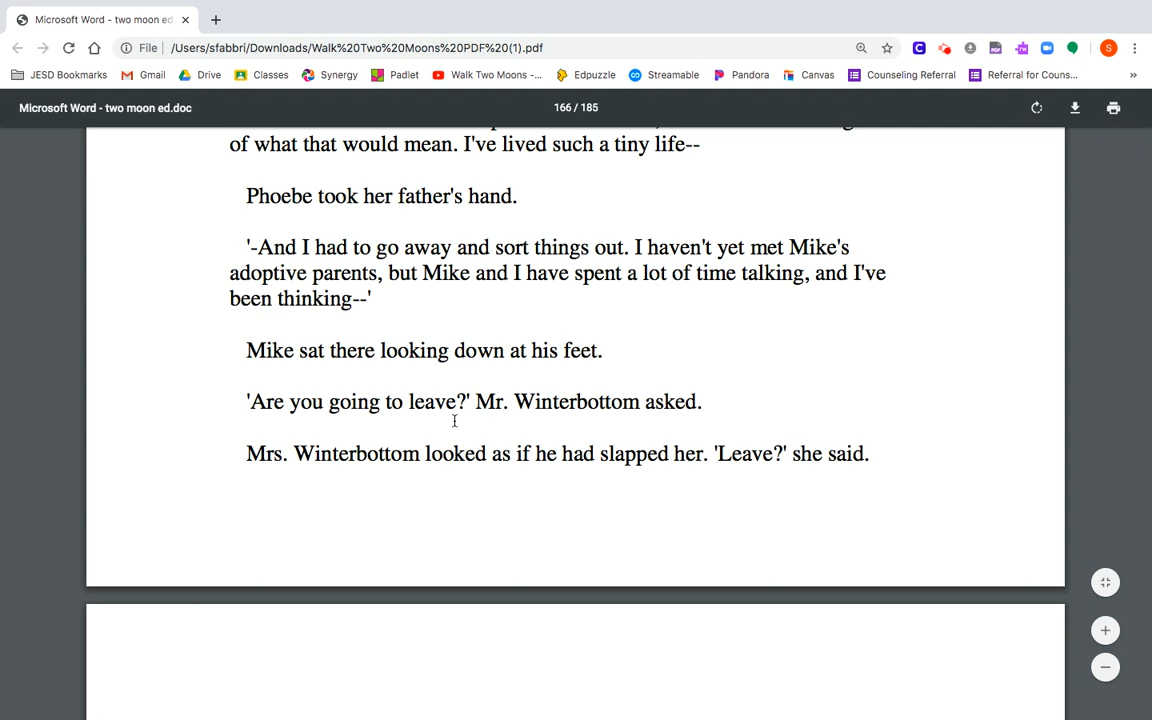 Microsoft Word - two moon ed
File
/Users/sfabbri/Downloads/Walk%20Two%20Moons%20PDF%20(1).pdf
S
JESD Bookmarks
Gmail
Drive
Classes
Synergy
Padlet
Walk Two Moons -...
Edpuzzle
Streamable
Pandora
Canvas
Counseling Referral
Referral for Couns...
»
Microsoft Word - two moon ed.doc
166 / 185
of what that would mean. I've lived such a tiny life--
Phoebe took her father's hand.
'-And I had to go away and sort things out. I haven't yet met Mike's
adoptive parents, but Mike and I have spent a lot of time talking, and I've
been thinking--'
Mike sat there looking down at his feet.
'Are you going to leave?' Mr. Winterbottom asked.
Mrs. Winterbottom looked as if he had slapped her. 'Leave?' she said.